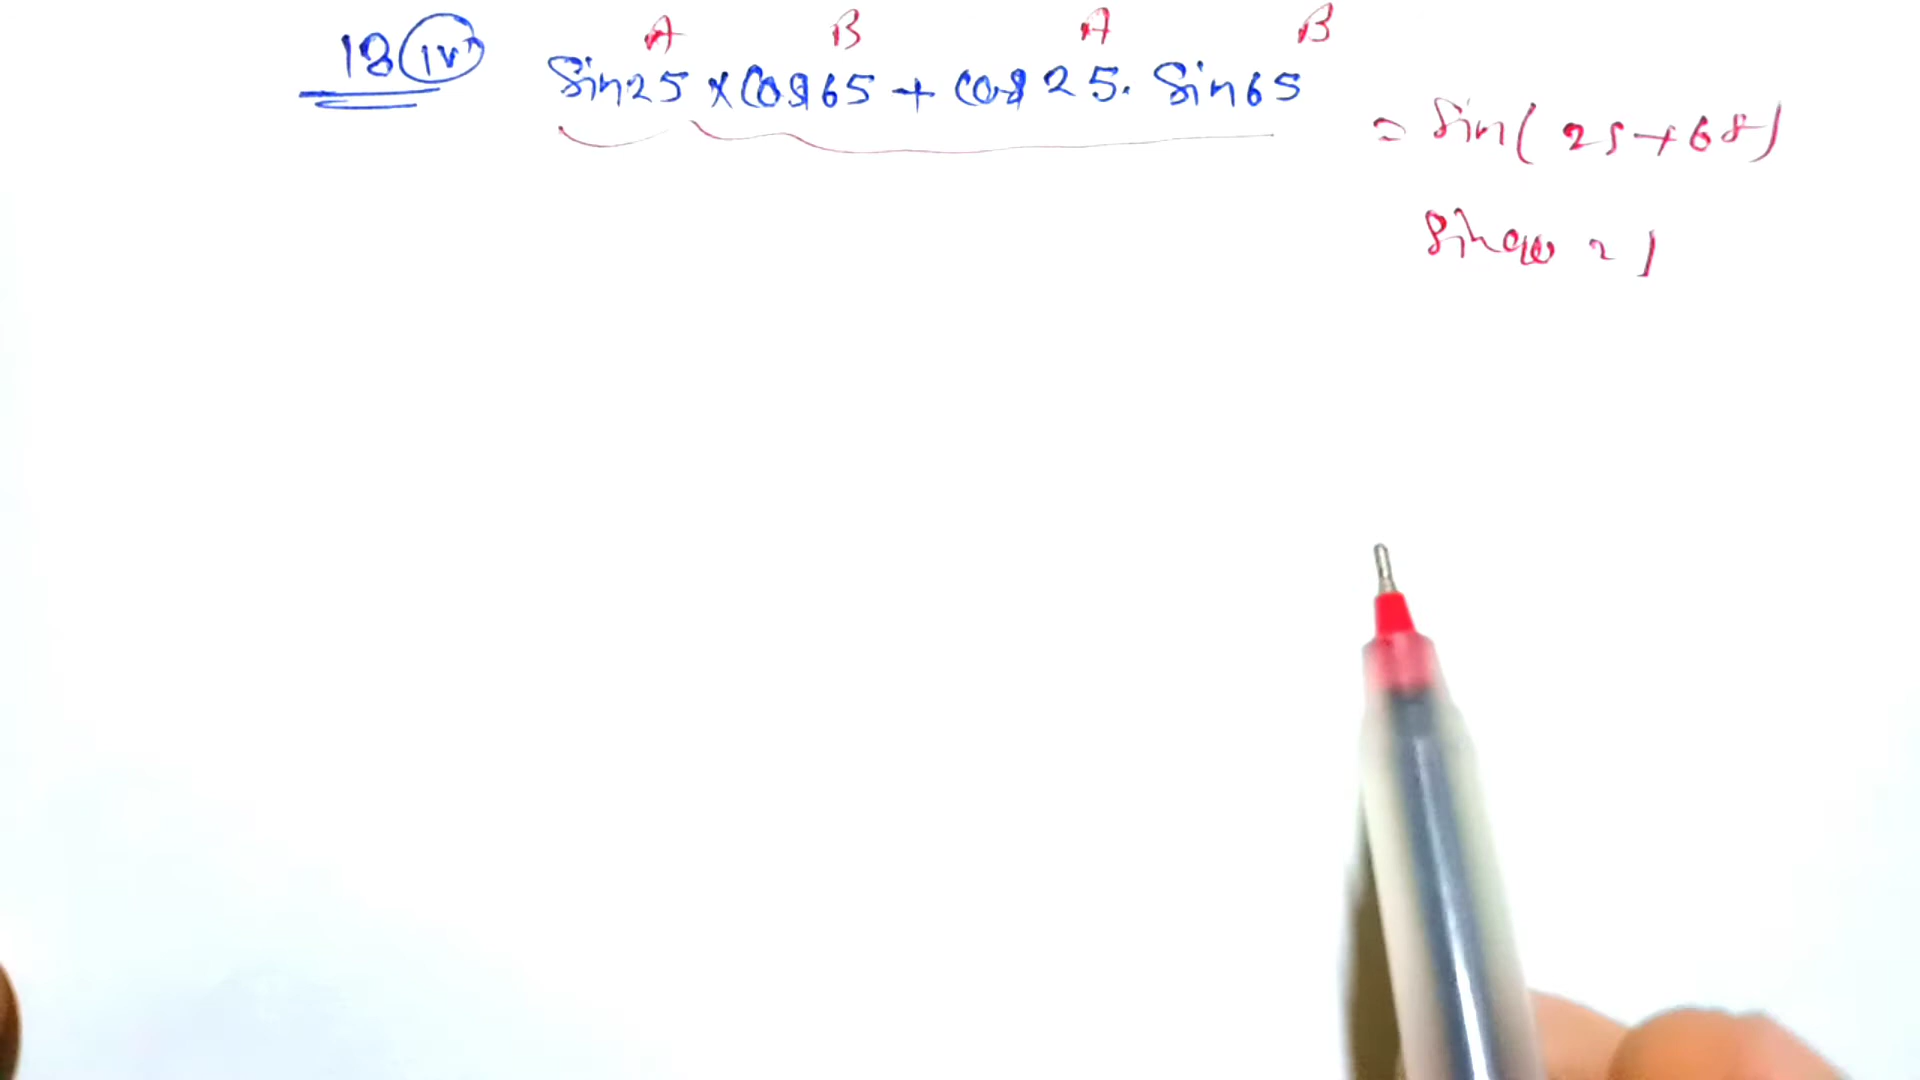 A B A B
18 (iv) Sin25 × Cos65 + Cos25. Sin65
= Sin( 25+65)
Sin90 = 1